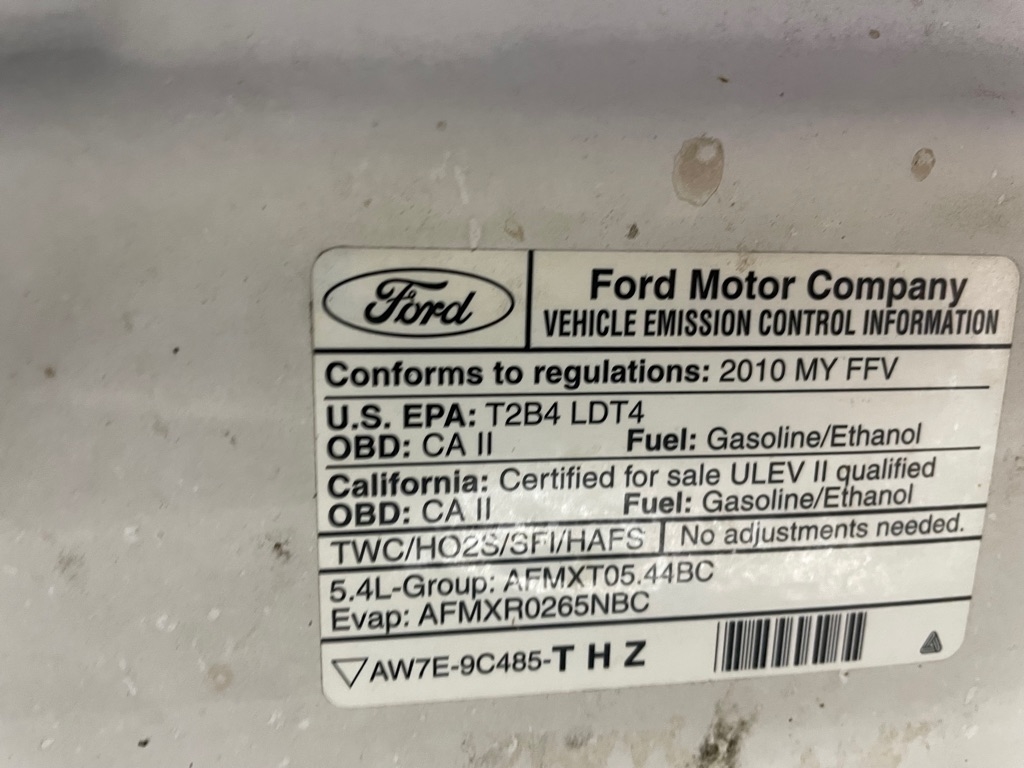 Ford
Ford Motor Company
VEHICLE EMISSION CONTROL INFORMATION
Conforms to regulations: 2010 MY FFV
U.S. EPA: T2B4 LDT4
OBD: CA II Fuel: Gasoline/Ethanol
California: Certified for sale ULEV II qualified
OBD: CA II Fuel: Gasoline/Ethanol
TWC/HO2S/SFI/HAFS No adjustments needed.
5.4L-Group: AFMXT05.44BC
Evap: AFMXR0265NBC
AW7E-9C485-T H Z